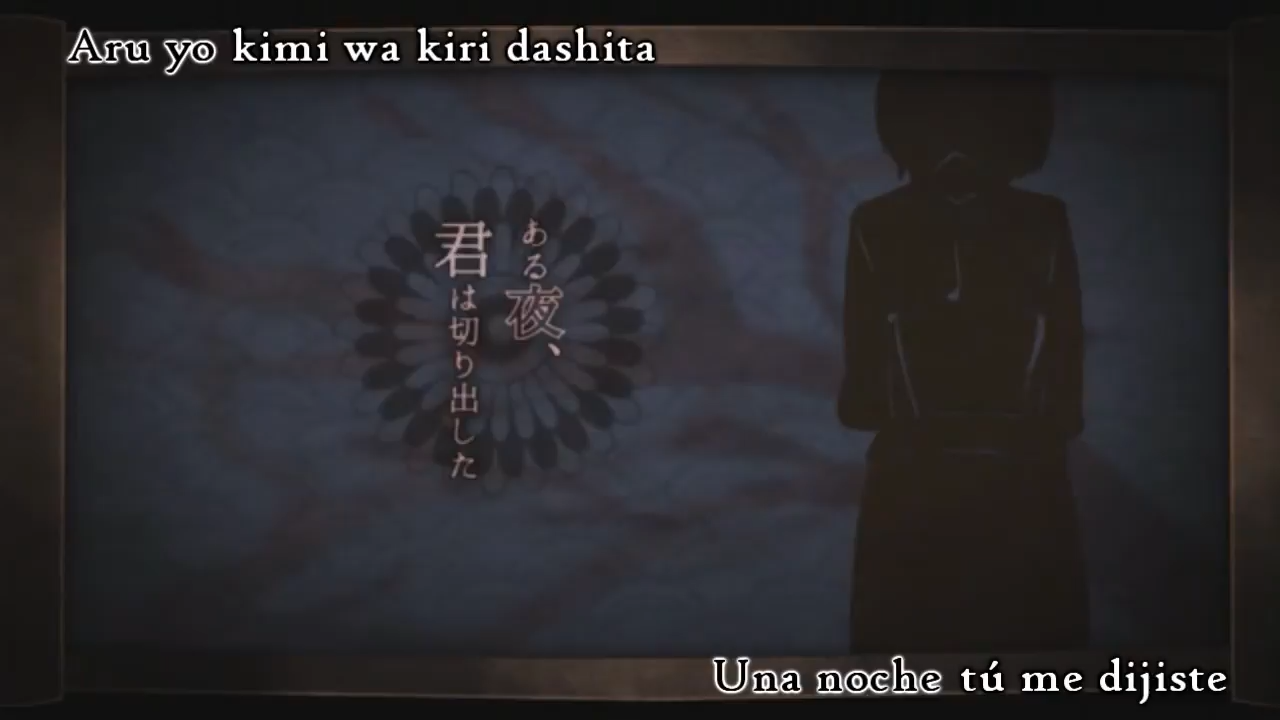 Aru yo kimi wa kiri dashita
ある夜、
君は切り出した
Una noche tú me dijiste